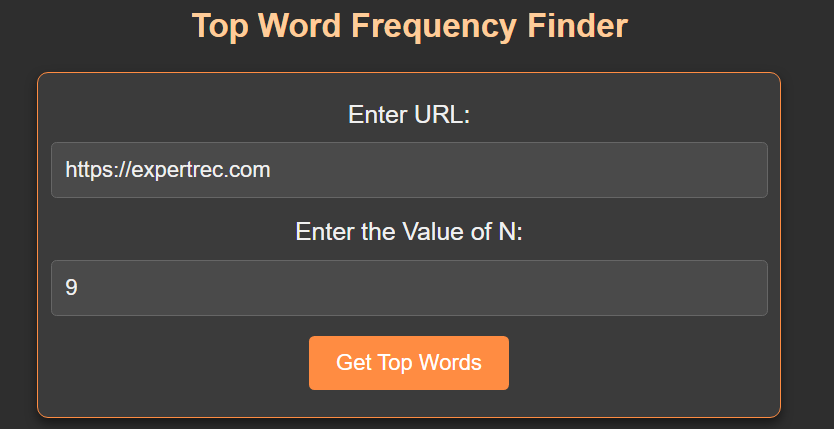 Top Word Frequency Finder
Enter URL:
https://expertrec.com
Enter the Value of N:
9
Get Top Words